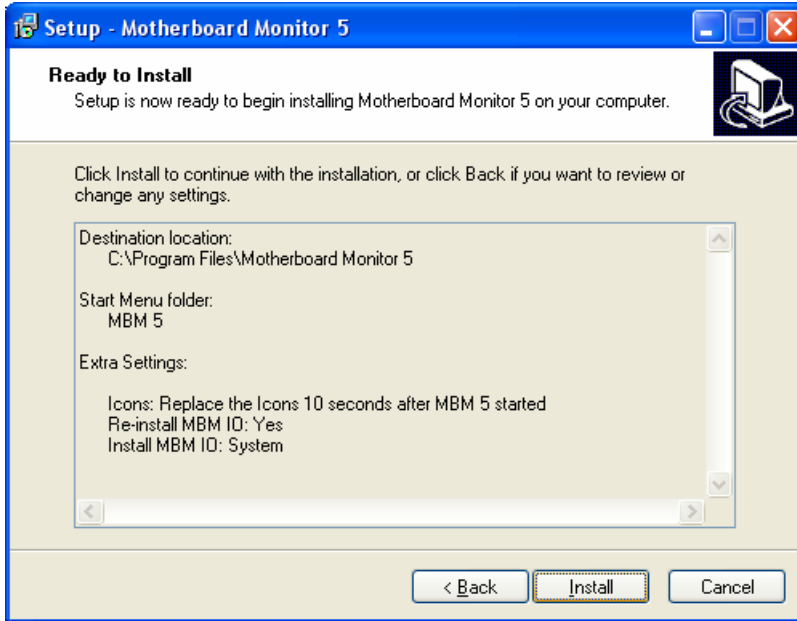 Setup - Motherboard Monitor 5
Ready to Install
Setup is now ready to begin installing Motherboard Monitor 5 on your computer.
Click Install to continue with the installation, or click Back if you want to review or
change any settings.
Destination location:
C:\Program Files\Motherboard Monitor 5
Start Menu folder:
MBM 5
Extra Settings:
Icons: Replace the Icons 10 seconds after MBM 5 started
Re-install MBM IO: Yes
Install MBM IO: System
< Back
Install
Cancel